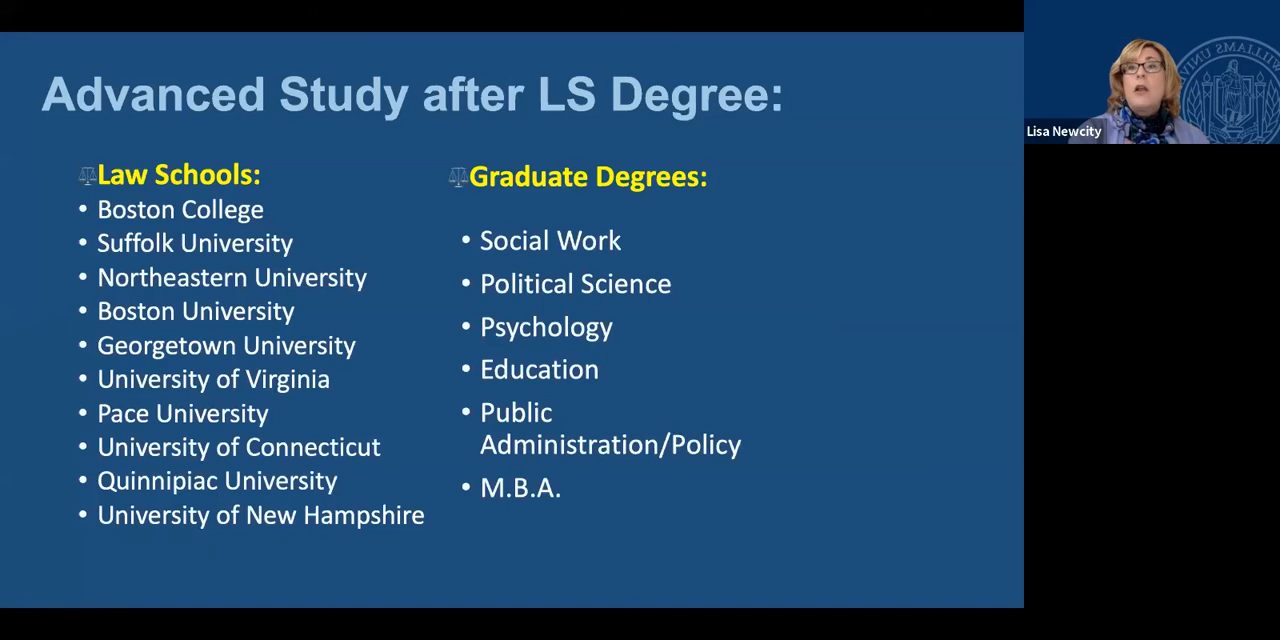 Advanced Study after LS Degree:
Law Schools:
• Boston College
• Suffolk University
• Northeastern University
• Boston University
• Georgetown University
• University of Virginia
• Pace University
• University of Connecticut
• Quinnipiac University
• University of New Hampshire
Graduate Degrees:
• Social Work
• Political Science
• Psychology
• Education
• Public
Administration/Policy
• M.B.A.
WILLIAMS UNIV
Lisa Newcity